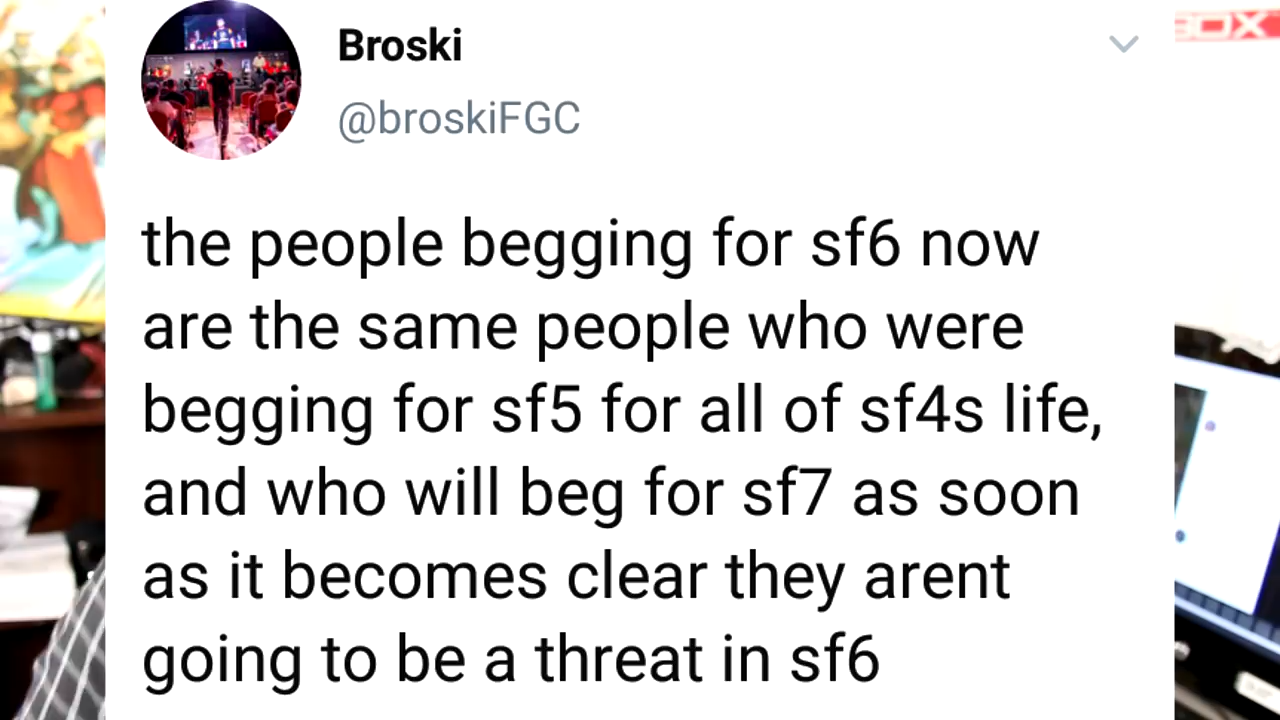 BOX
Broski
@broskiFGC
the people begging for sf6 now
are the same people who were
begging for sf5 for all of sf4s life,
and who will beg for sf7 as soon
as it becomes clear they arent
going to be a threat in sf6